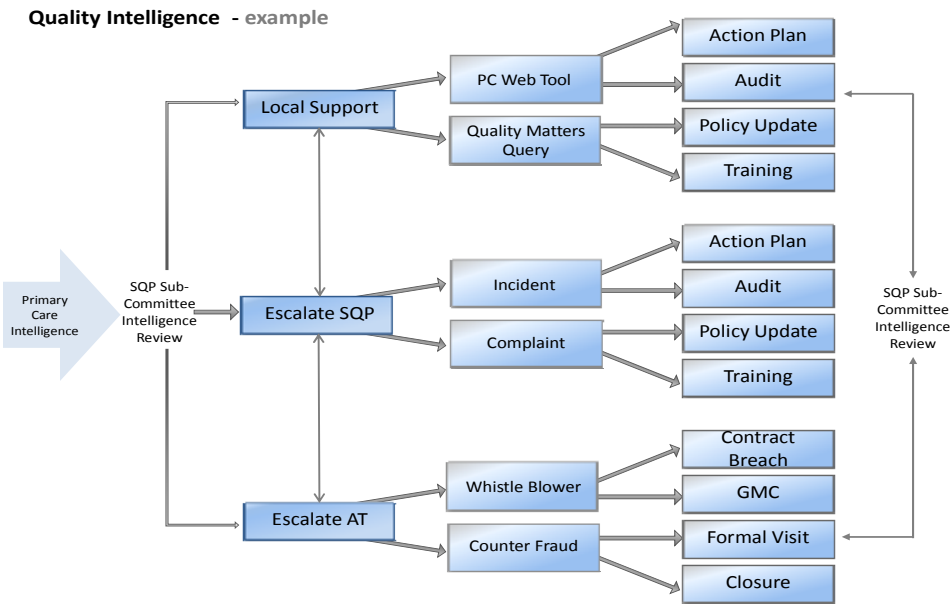 Quality Intelligence - example
Primary
Care
Intelligence
SQP Sub-
Committee
Intelligence
Review
Local Support
PC Web Tool
Quality Matters
Query
Action Plan
Audit
Policy Update
Training
Escalate SQP
Incident
Complaint
Action Plan
Audit
Policy Update
Training
Escalate AT
Whistle Blower
Counter Fraud
Contract
Breach
GMC
Formal Visit
Closure
SQP Sub-
Committee
Intelligence
Review